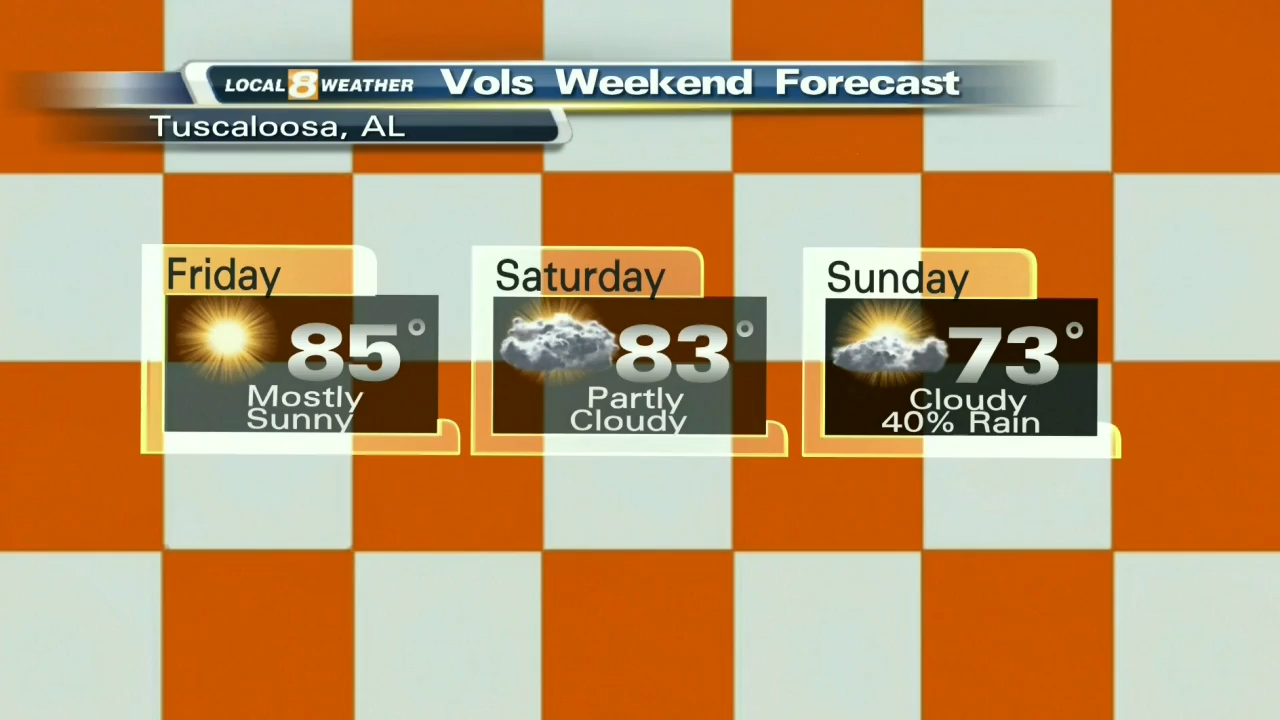 LOCAL 8 WEATHER Vols Weekend Forecast
Tuscaloosa, AL
Friday
85°
Mostly
Sunny
Saturday
83°
Partly
Cloudy
Sunday
73°
Cloudy
40% Rain